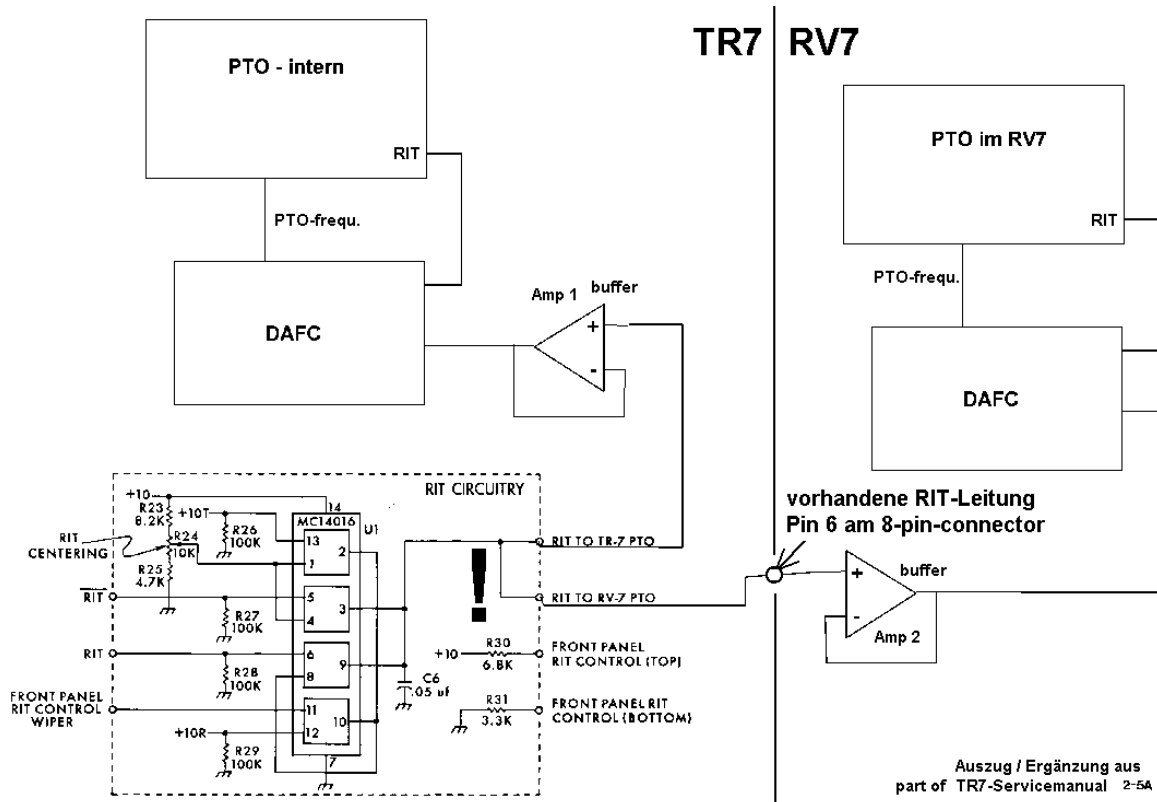 TR7 RV7
PTO - intern
RIT
PTO-frequ.
DAFC
Amp 1
buffer
+
-
PTO im RV7
RIT
PTO-frequ.
DAFC
vorhandene RIT-Leitung
Pin 6 am 8-pin-connector
buffer
+
-
Amp 2
RIT CIRCUITRY
+10
R23
8.2K
+10T
14
MC14016
U1
RIT
CENTERING
R24
10K
R26
100K
13
1
2
R25
4.7K
RIT
R27
100K
5
4
3
RIT
R28
100K
6
8
9
C6
.05 uf
FRONT PANEL
RIT CONTROL
WIPER
11
12
10
+10R
R29
100K
7
!
RIT TO TR-7 PTO
RIT TO RV-7 PTO
+10
R30
6.8K
FRONT PANEL
RIT CONTROL (TOP)
R31
3.3K
FRONT PANEL RIT
CONTROL (BOTTOM)
Auszug / Ergänzung aus
part of TR7-Servicemanual 2-5A